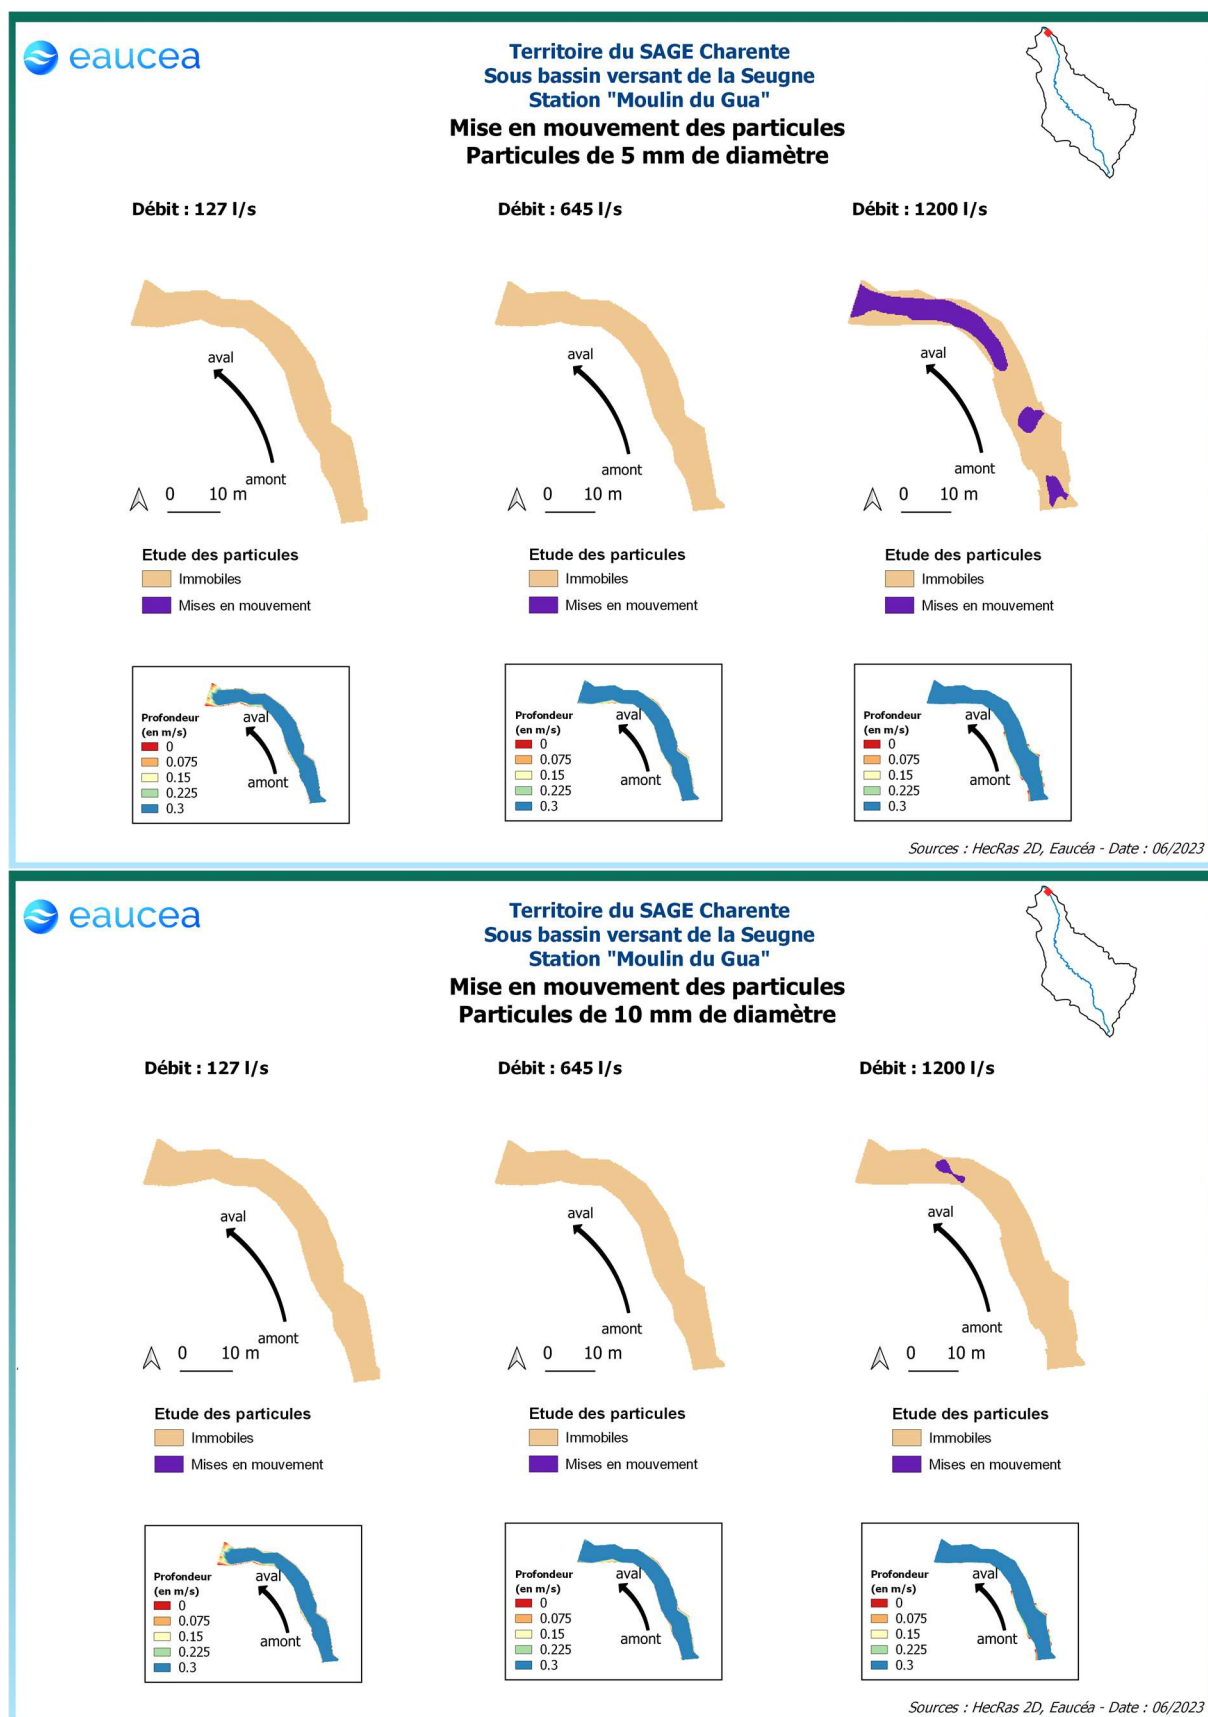 eaucea
Territoire du SAGE Charente
Sous bassin versant de la Seugne
Station "Moulin du Gua"
Mise en mouvement des particules
Particules de 5 mm de diamètre
Débit : 127 l/s
Débit : 645 l/s
Débit : 1200 l/s
aval
amont
0 10 m
aval
amont
0 10 m
aval
amont
0 10 m
Etude des particules
Immobiles
Mises en mouvement
Etude des particules
Immobiles
Mises en mouvement
Etude des particules
Immobiles
Mises en mouvement
Profondeur
(en m/s)
0
0.075
0.15
0.225
0.3
aval
amont
Profondeur
(en m/s)
0
0.075
0.15
0.225
0.3
aval
amont
Profondeur
(en m/s)
0
0.075
0.15
0.225
0.3
aval
amont
Sources : HecRas 2D, Eaucéa - Date : 06/2023
eaucea
Territoire du SAGE Charente
Sous bassin versant de la Seugne
Station "Moulin du Gua"
Mise en mouvement des particules
Particules de 10 mm de diamètre
Débit : 127 l/s
Débit : 645 l/s
Débit : 1200 l/s
aval
amont
0 10 m
aval
amont
0 10 m
aval
amont
0 10 m
Etude des particules
Immobiles
Mises en mouvement
Etude des particules
Immobiles
Mises en mouvement
Etude des particules
Immobiles
Mises en mouvement
Profondeur
(en m/s)
0
0.075
0.15
0.225
0.3
aval
amont
Profondeur
(en m/s)
0
0.075
0.15
0.225
0.3
aval
amont
Profondeur
(en m/s)
0
0.075
0.15
0.225
0.3
aval
amont
Sources : HecRas 2D, Eaucéa - Date : 06/2023